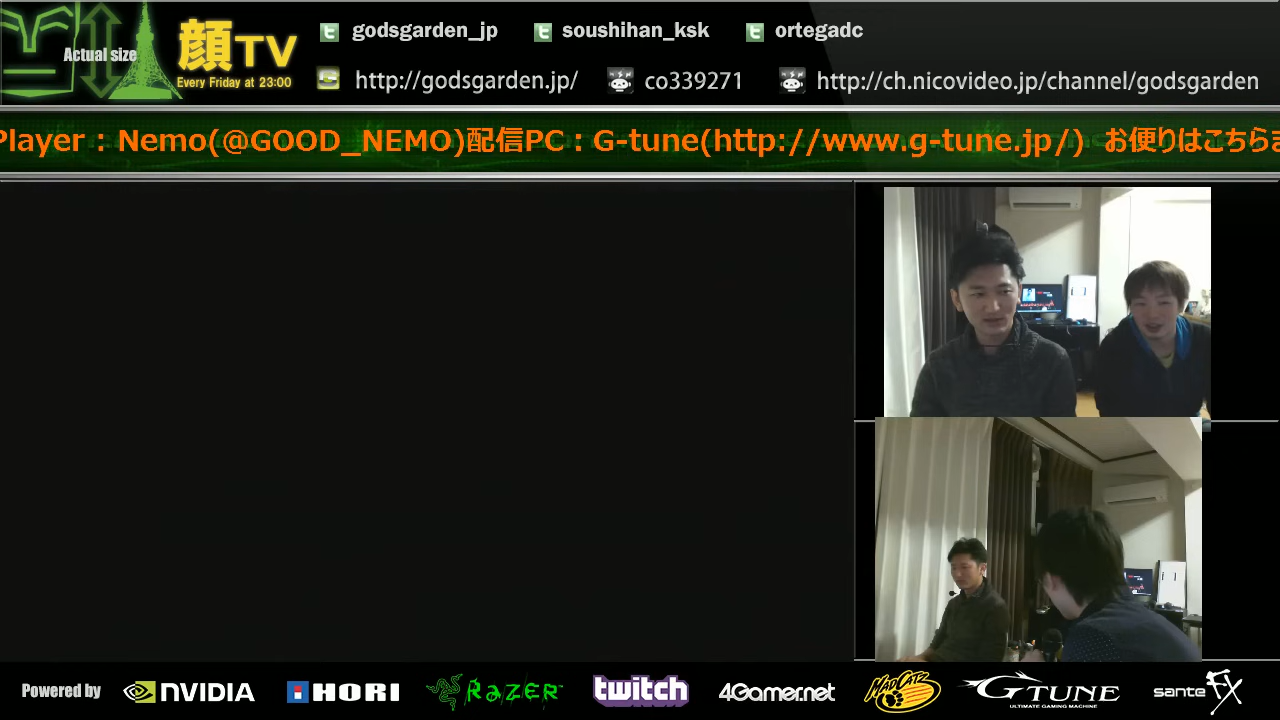 Actual size
顔TV
Every Friday at 23:00
godsgarden_jp
soushihan_ksk
ortegadc
http://godsgarden.jp/
co339271
http://ch.nicovideo.jp/channel/godsgarden
Player : Nemo(@GOOD_NEMO)配信PC : G-tune(http://www.g-tune.jp/) お便りはこちらま
Powered by
NVIDIA
HORI
RAZER
twitch
4Gamer.net
MAD CATZ
G TUNE
ULTIMATE GAMING MACHINE
sante FX